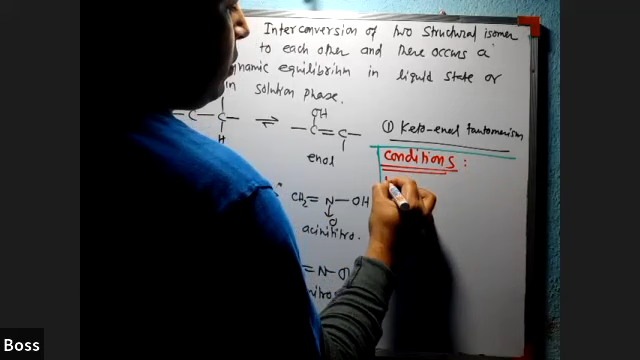 Interconversion of two structural isomer
to each other and there occurs a
dynamic equilibrium in liquid state or
in solution phase.
OH
-C-C- ⇌ -C=C-
H
enol
① Keto-enol tautomerism
Conditions :
CH2=N-OH
O
acinitro.
=N-O
Boss